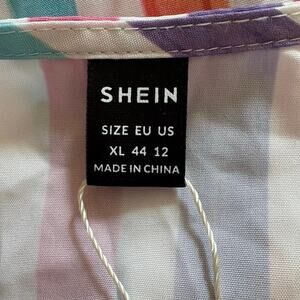 SHEIN
SIZE EU US
XL 44 12
MADE IN CHINA